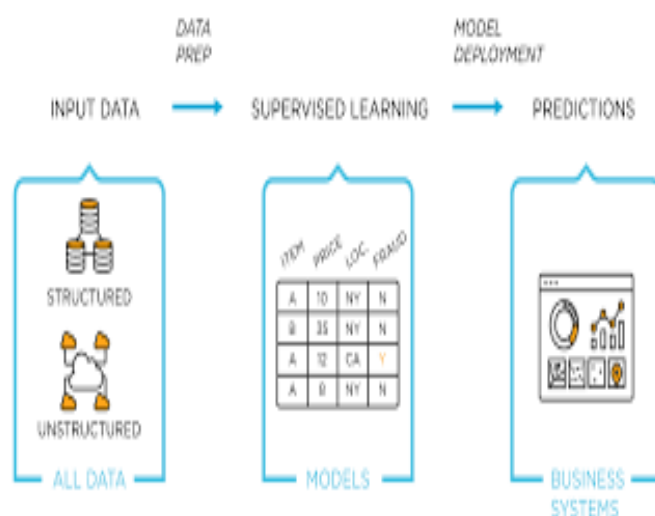 DATA
PREP
MODEL
DEPLOYMENT
INPUT DATA
SUPERVISED LEARNING
PREDICTIONS
STRUCTURED
UNSTRUCTURED
ALL DATA
ITEM PRICE LOC. FRAUD
A 10 NY N
B 35 NY N
A 12 CA Y
A 8 NY N
MODELS
BUSINESS
SYSTEMS